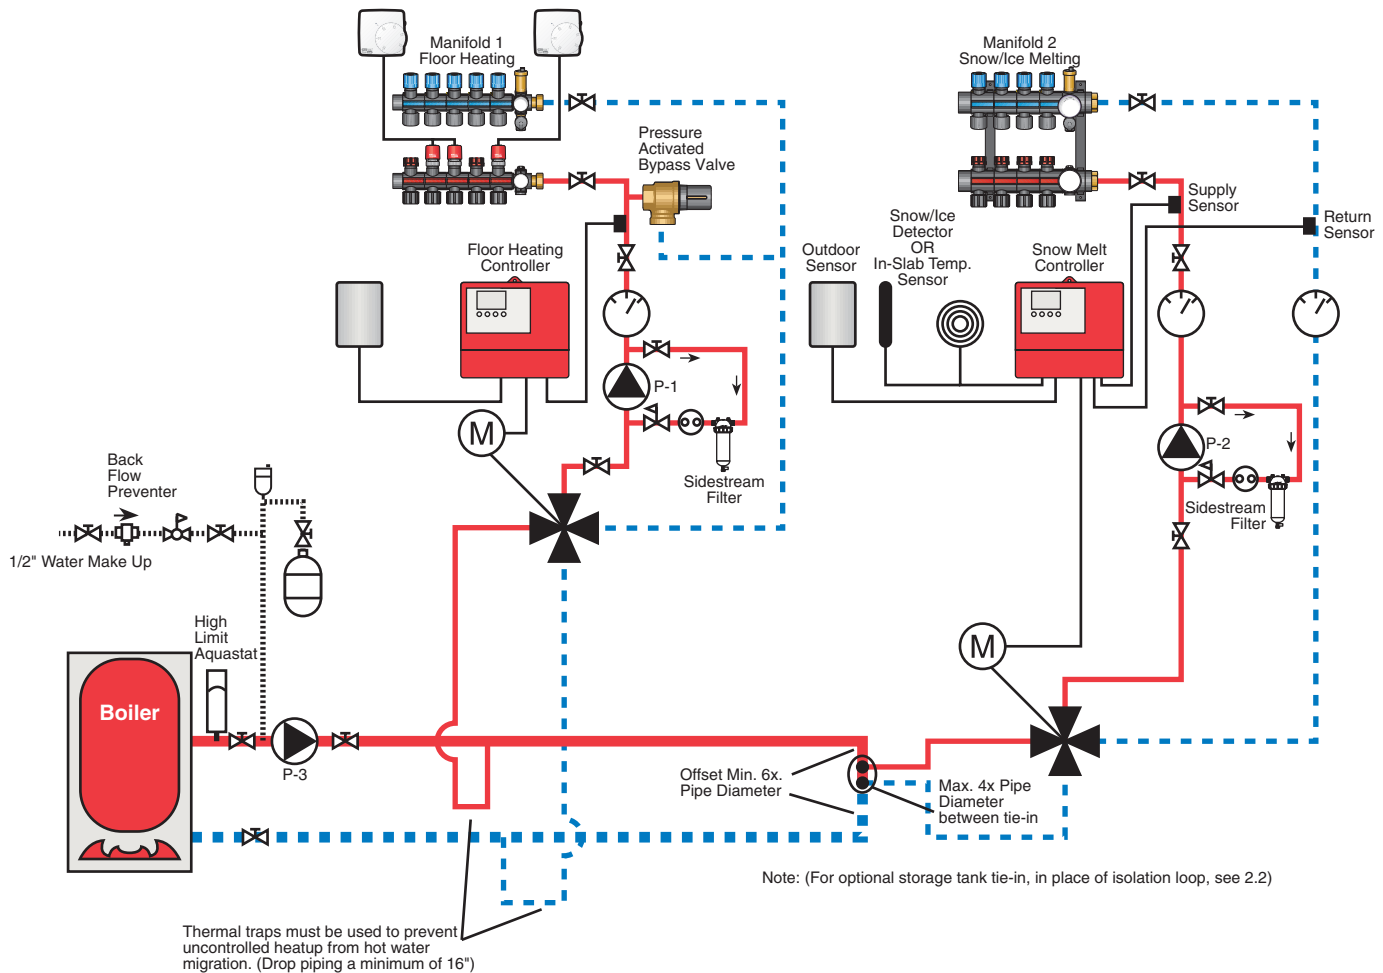 Manifold 1
Floor Heating
Manifold 2
Snow/Ice Melting
Pressure
Activated
Bypass Valve
Supply
Sensor
Return
Sensor
Snow/Ice
Detector
OR
In-Slab Temp.
Sensor
Outdoor
Sensor
Snow Melt
Controller
Floor Heating
Controller
P-1
M
Sidestream
Filter
P-2
Sidestream
Filter
Back
Flow
Preventer
1/2" Water Make Up
High
Limit
Aquastat
M
Boiler
P-3
Offset Min. 6x.
Pipe Diameter
Max. 4x Pipe
Diameter
between tie-in
Note: (For optional storage tank tie-in, in place of isolation loop, see 2.2)
Thermal traps must be used to prevent
uncontrolled heatup from hot water
migration. (Drop piping a minimum of 16")